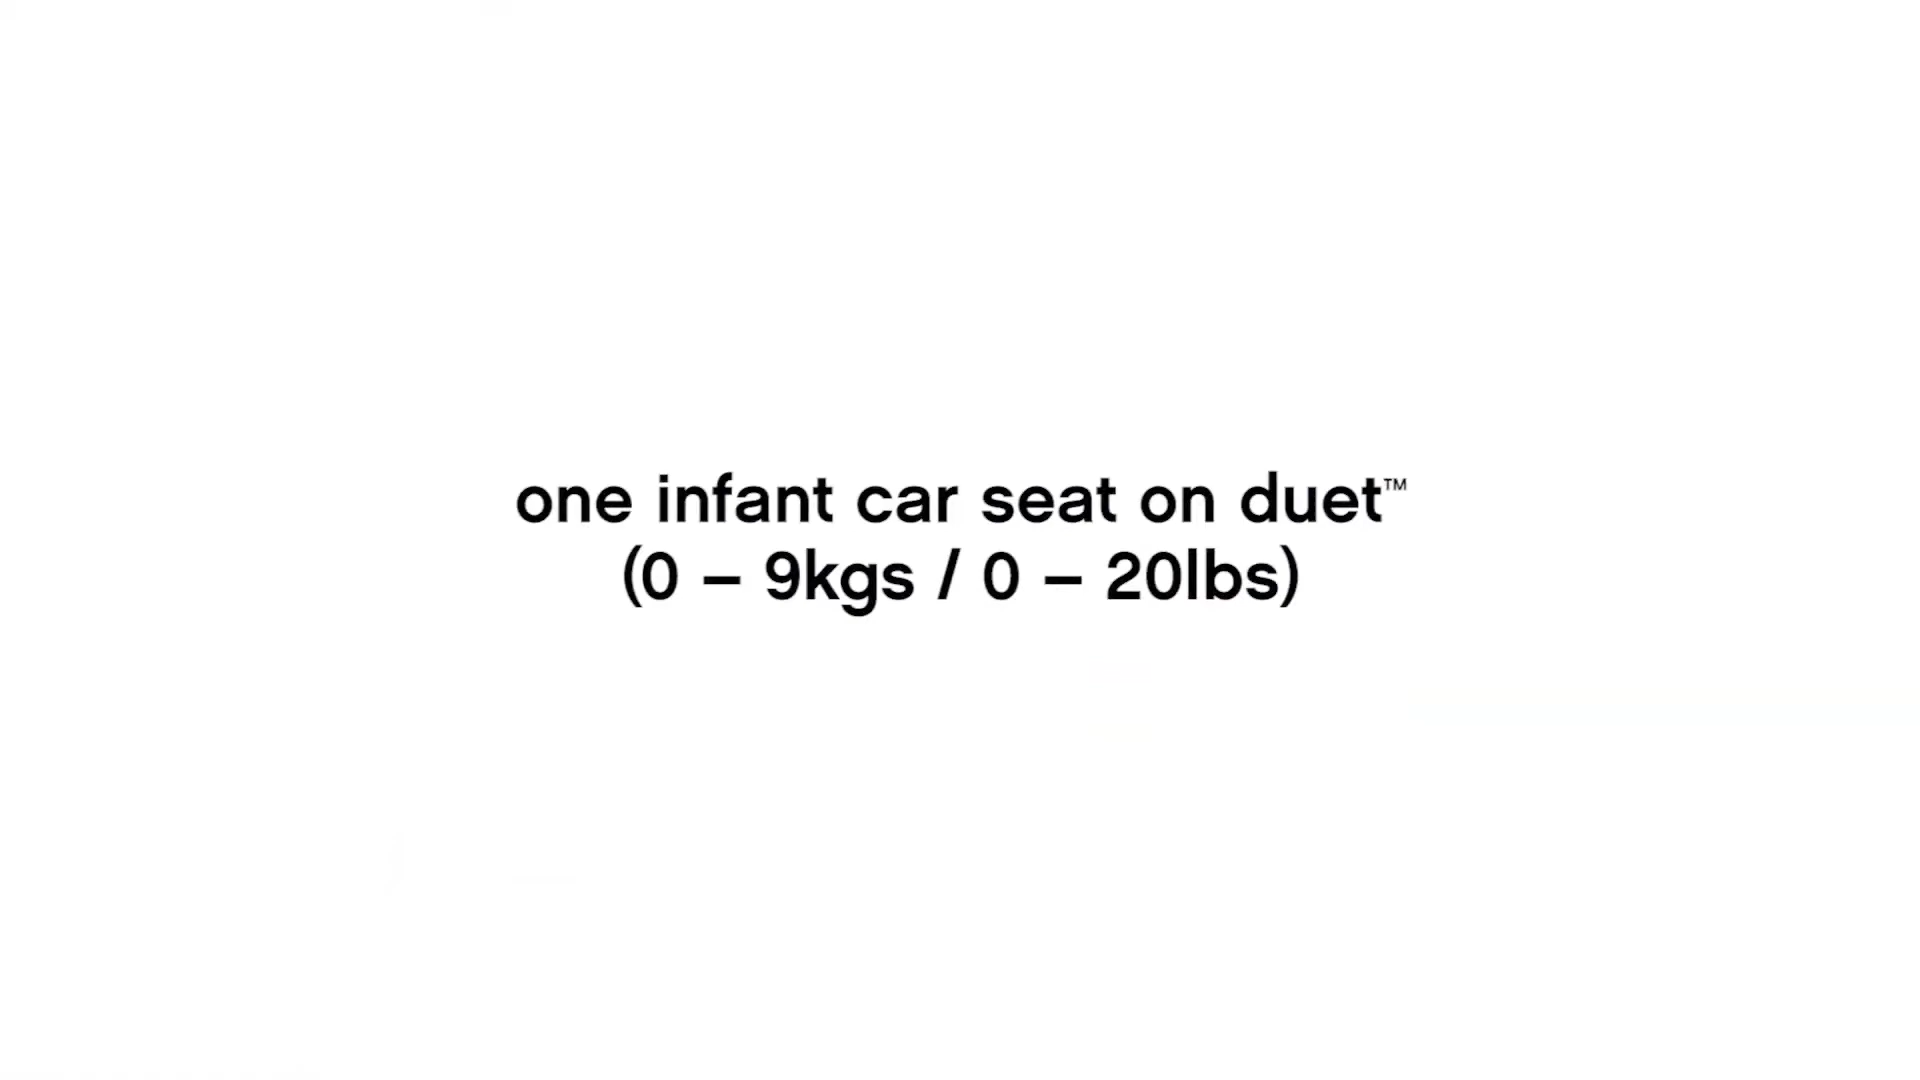 one infant car seat on duet™
(0 – 9kgs / 0 – 20lbs)